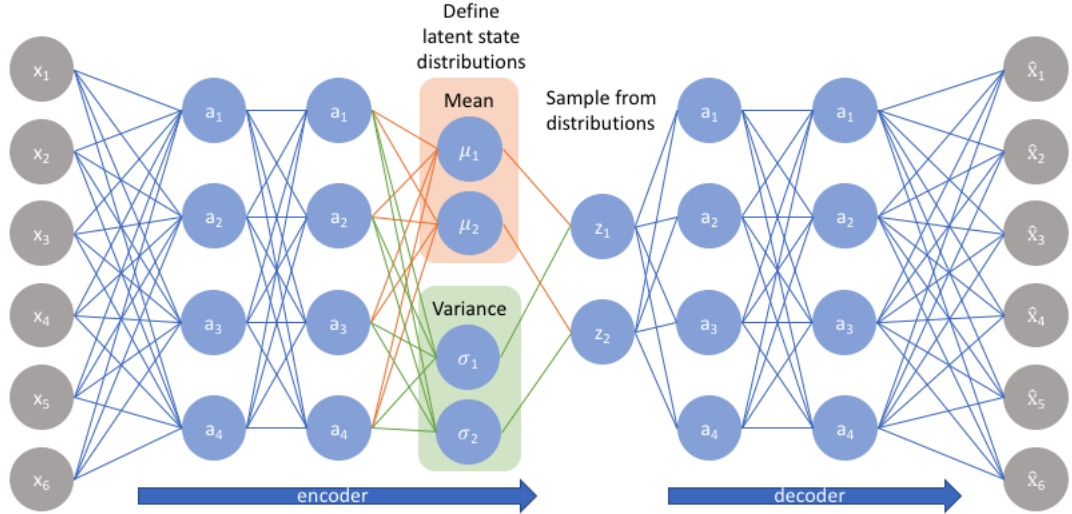 Define
latent state
distributions
Mean
Sample from
distributions
Variance
x₁
x₂
x₃
x₄
x₅
x₆
a₁
a₂
a₃
a₄
a₁
a₂
a₃
a₄
μ₁
μ₂
σ₁
σ₂
z₁
z₂
a₁
a₂
a₃
a₄
a₁
a₂
a₃
a₄
x̂₁
x̂₂
x̂₃
x̂₄
x̂₅
x̂₆
encoder
decoder